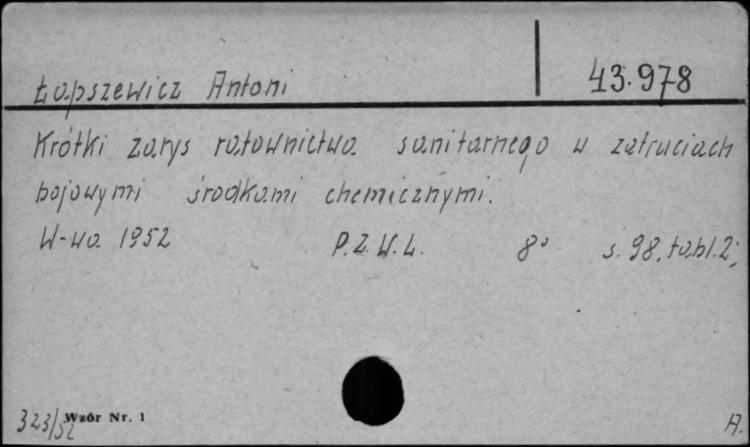 Łapszewicz Antoni 43.978
Krótki zarys ratownictwa sanitarnego w zatruciach
bojowymi środkami chemicznymi.
W-wa 1952 P.Z.W.L. 8° s. 98, tabl. 2;
323/52 Wzór Nr. 1 A.